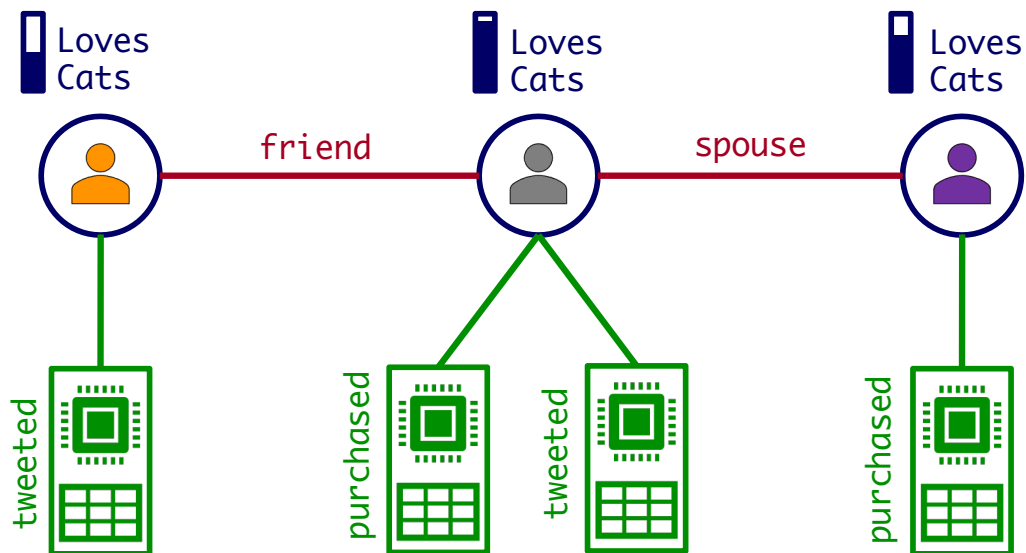 Loves
Cats
Loves
Cats
Loves
Cats
friend
spouse
tweeted
purchased
tweeted
purchased